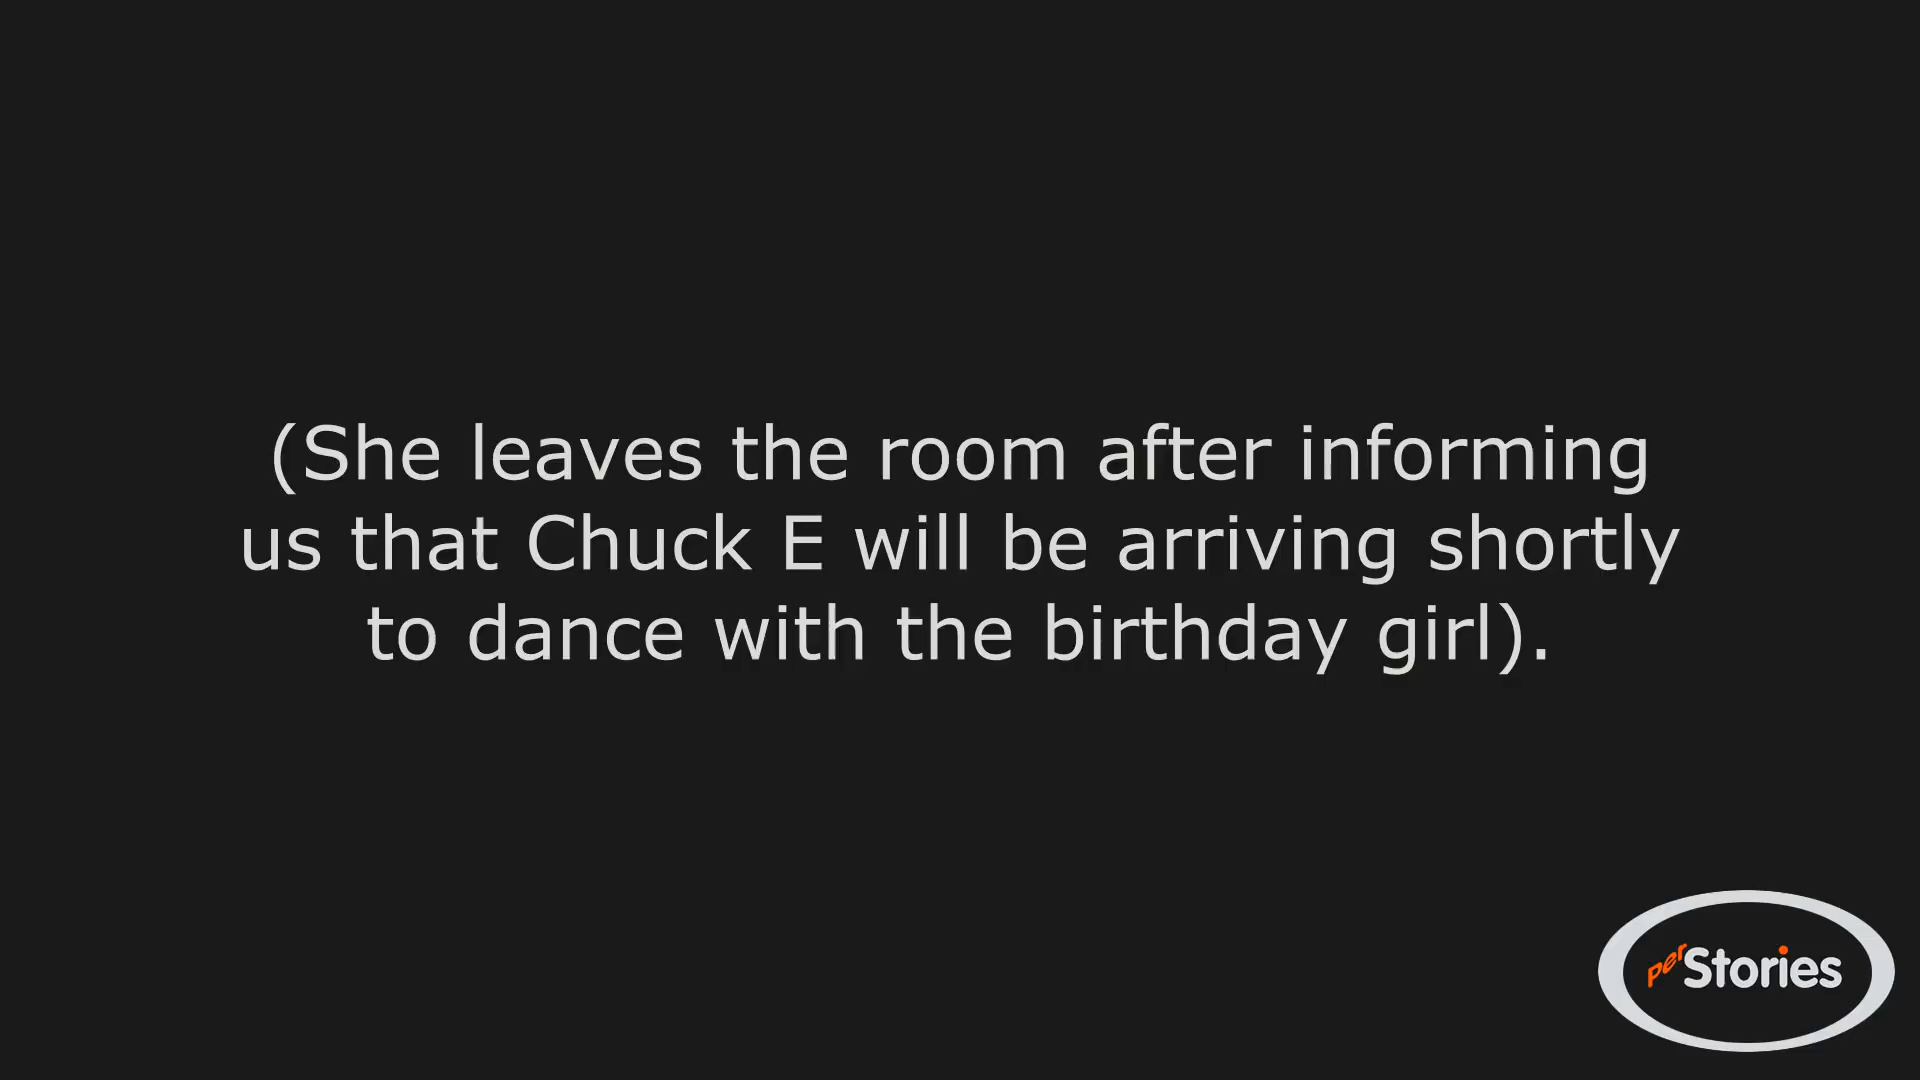 (She leaves the room after informing
us that Chuck E will be arriving shortly
to dance with the birthday girl).
perStories